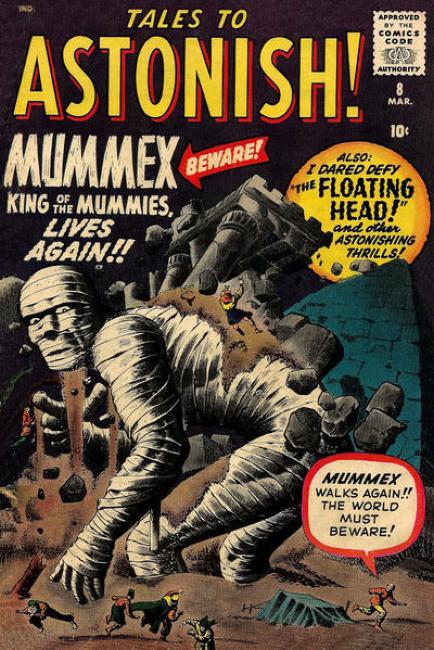 IND.
TALES TO
ASTONISH!
APPROVED
BY THE
COMICS
CODE
AUTHORITY
8
MAR.
10¢
MUMMEX
KING OF THE MUMMIES,
LIVES
AGAIN!!
BEWARE!
ALSO:
I DARED DEFY
"THE FLOATING
HEAD!"
and other
ASTONISHING
THRILLS!
MUMMEX
WALKS AGAIN!!
THE WORLD
MUST
BEWARE!